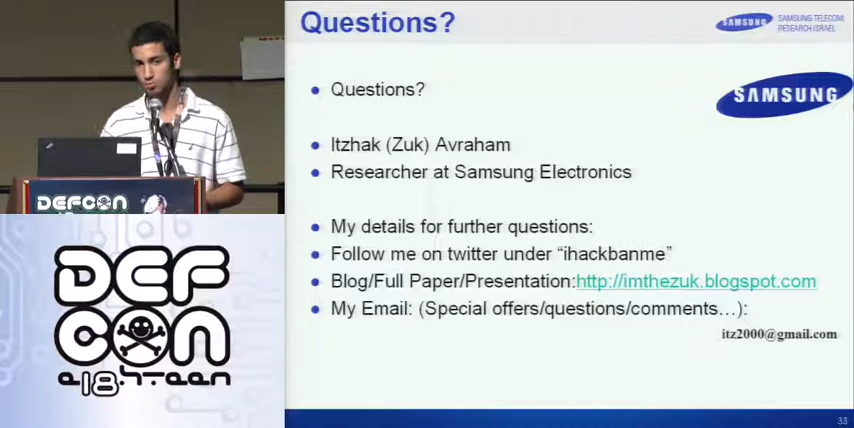 Questions?
SAMSUNG
SAMSUNG TELECOM
RESEARCH ISRAEL
Questions?
SAMSUNG
Itzhak (Zuk) Avraham
Researcher at Samsung Electronics
My details for further questions:
Follow me on twitter under “ihackbanme”
Blog/Full Paper/Presentation:http://imthezuk.blogspot.com
My Email: (Special offers/questions/comments…):
itz2000@gmail.com
33
DEFCON
DEF
CON
e18hteen